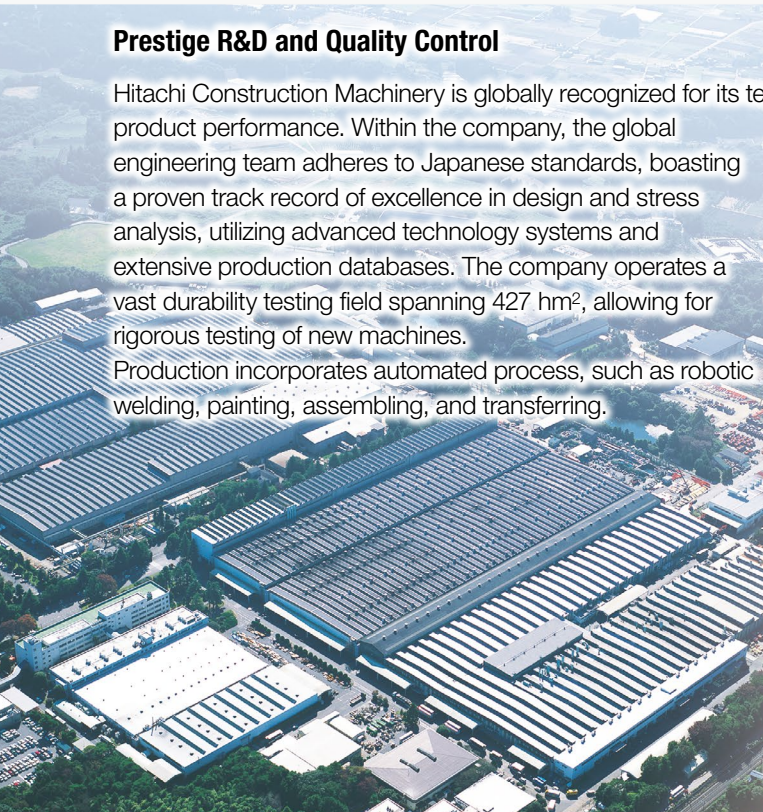 Prestige R&D and Quality Control
Hitachi Construction Machinery is globally recognized for its
product performance. Within the company, the global
engineering team adheres to Japanese standards, boasting
a proven track record of excellence in design and stress
analysis, utilizing advanced technology systems and
extensive production databases. The company operates a
vast durability testing field spanning 427 hm², allowing for
rigorous testing of new machines.
Production incorporates automated process, such as robotic
welding, painting, assembling, and transferring.